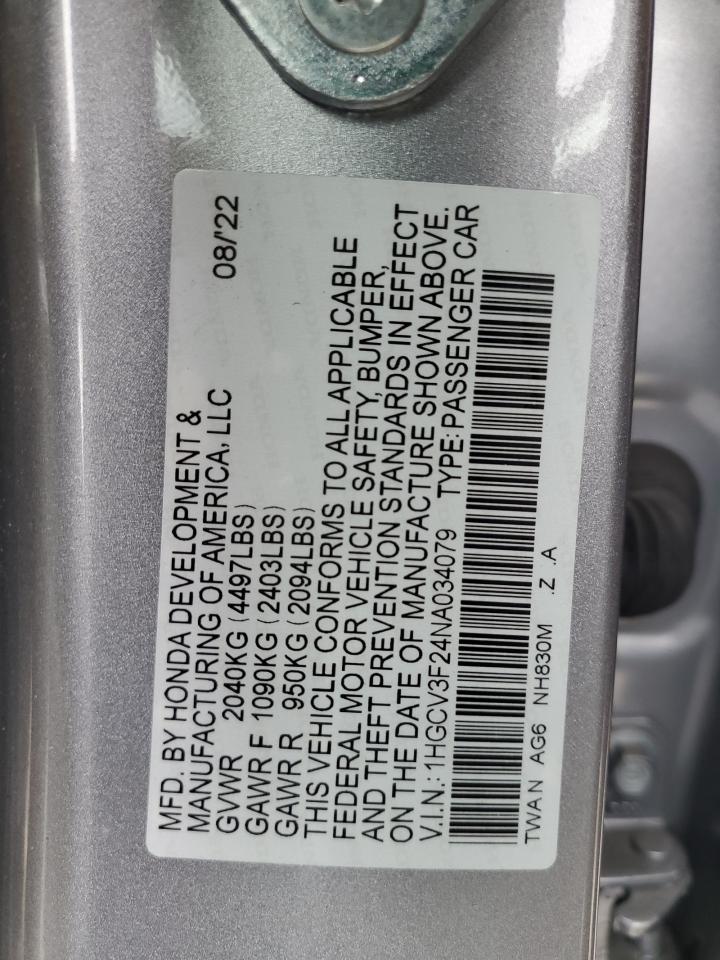 MFD. BY HONDA DEVELOPMENT &
MANUFACTURING OF AMERICA, LLC 08/'22
GVWR 2040KG (4497LBS)
GAWR F 1090KG (2403LBS)
GAWR R 950KG (2094LBS)
THIS VEHICLE CONFORMS TO ALL APPLICABLE
FEDERAL MOTOR VEHICLE SAFETY, BUMPER,
AND THEFT PREVENTION STANDARDS IN EFFECT
ON THE DATE OF MANUFACTURE SHOWN ABOVE.
V.I.N.: 1HGCV3F24NA034079 TYPE: PASSENGER CAR
TWAN AG6 NH830M .Z .A